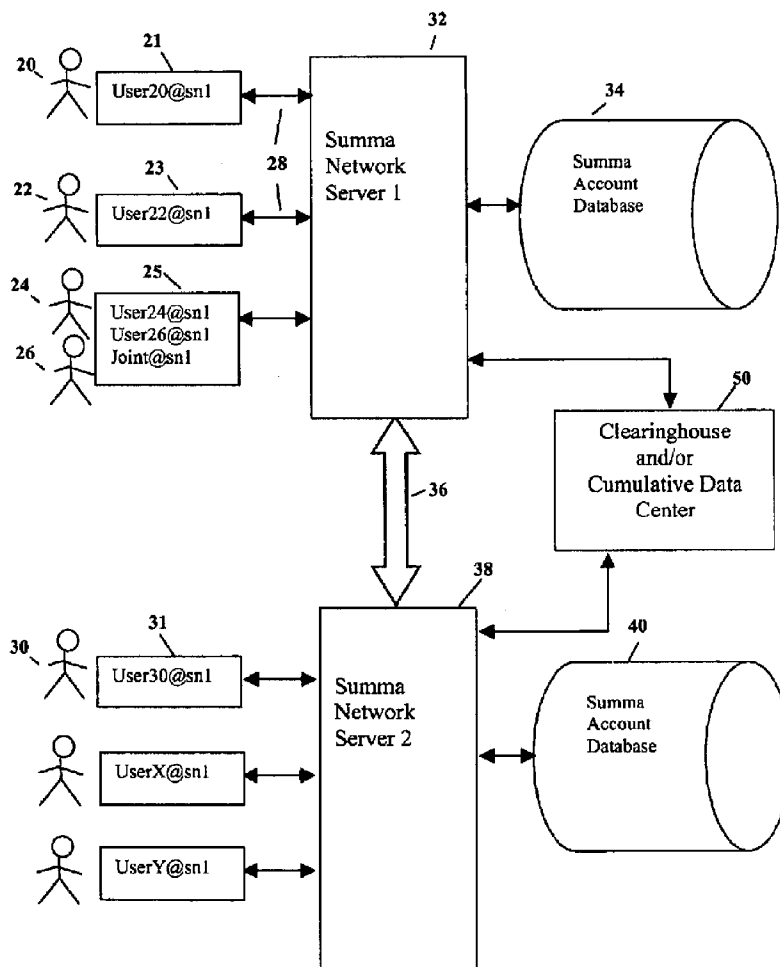 32
21
20
User20@sn1
34
28
Summa
Network
Server 1
Summa
Account
Database
23
22
User22@sn1
25
24
User24@sn1
User26@sn1
Joint@sn1
26
50
Clearinghouse
and/or
Cumulative Data
Center
36
38
31
30
User30@sn1
40
Summa
Network
Server 2
Summa
Account
Database
UserX@sn1
UserY@sn1